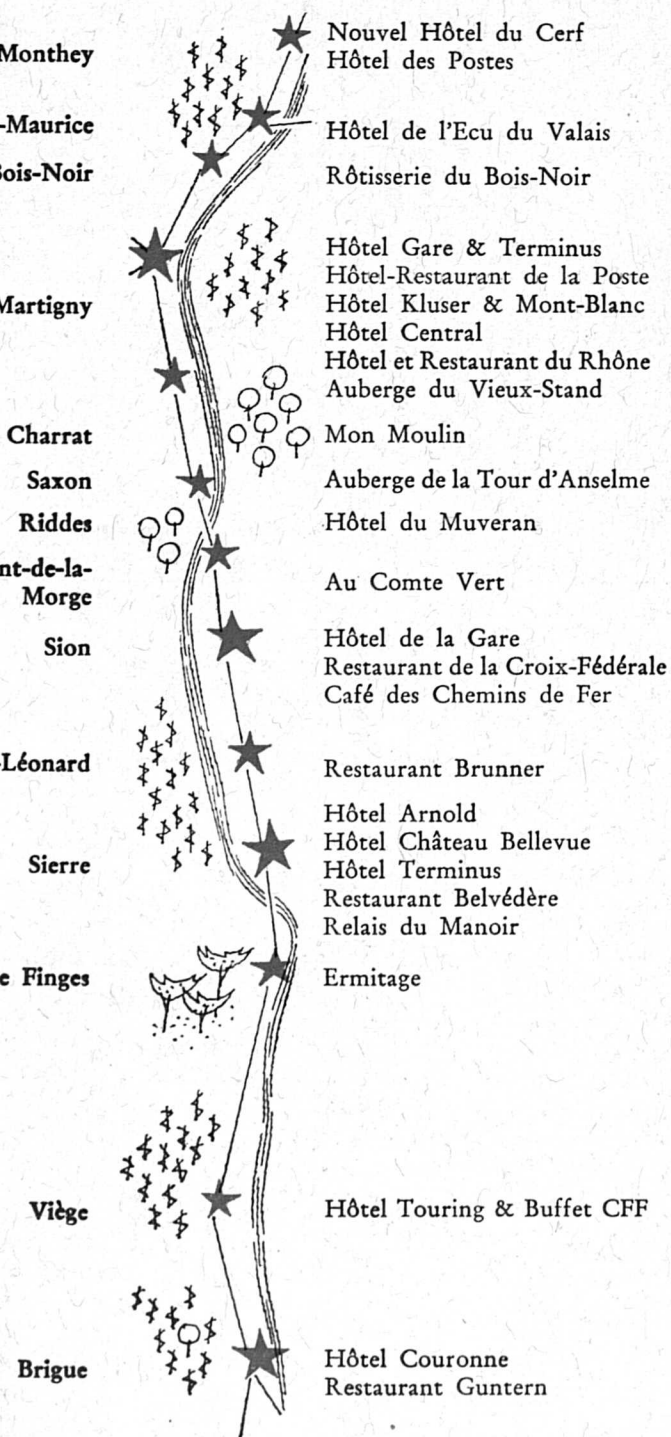 Monthey
Nouvel Hôtel du Cerf
Hôtel des Postes
-Maurice
Hôtel de l'Ecu du Valais
Bois-Noir
Rôtisserie du Bois-Noir
Martigny
Hôtel Gare & Terminus
Hôtel-Restaurant de la Poste
Hôtel Kluser & Mont-Blanc
Hôtel Central
Hôtel et Restaurant du Rhône
Auberge du Vieux-Stand
Charrat
Mon Moulin
Saxon
Auberge de la Tour d'Anselme
Riddes
Hôtel du Muveran
nt-de-la-
Morge
Au Comte Vert
Sion
Hôtel de la Gare
Restaurant de la Croix-Fédérale
Café des Chemins de Fer
-Léonard
Restaurant Brunner
Sierre
Hôtel Arnold
Hôtel Château Bellevue
Hôtel Terminus
Restaurant Belvédère
Relais du Manoir
e Finges
Ermitage
Viège
Hôtel Touring & Buffet CFF
Brigue
Hôtel Couronne
Restaurant Guntern